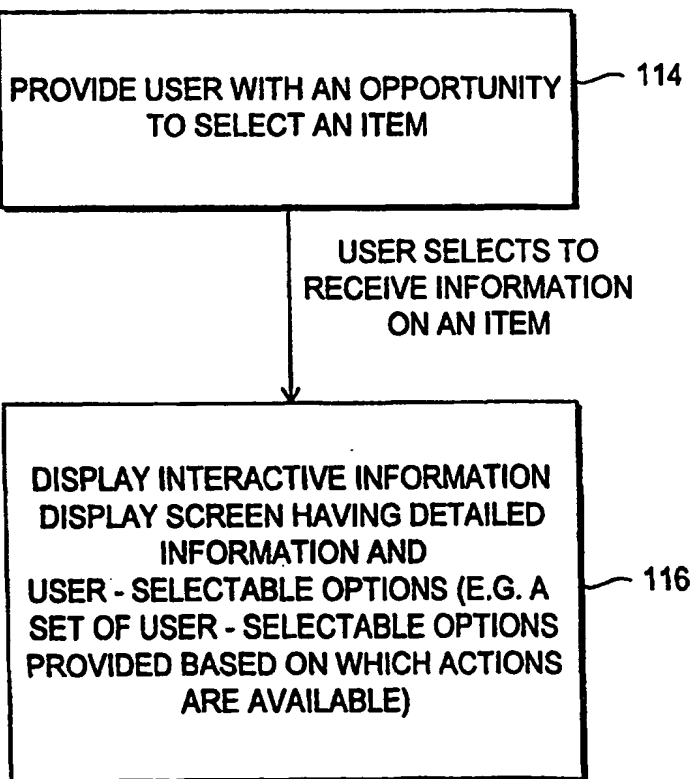 PROVIDE USER WITH AN OPPORTUNITY
TO SELECT AN ITEM
114
USER SELECTS TO
RECEIVE INFORMATION
ON AN ITEM
DISPLAY INTERACTIVE INFORMATION
DISPLAY SCREEN HAVING DETAILED
INFORMATION AND
USER - SELECTABLE OPTIONS (E.G. A
SET OF USER - SELECTABLE OPTIONS
PROVIDED BASED ON WHICH ACTIONS
ARE AVAILABLE)
116